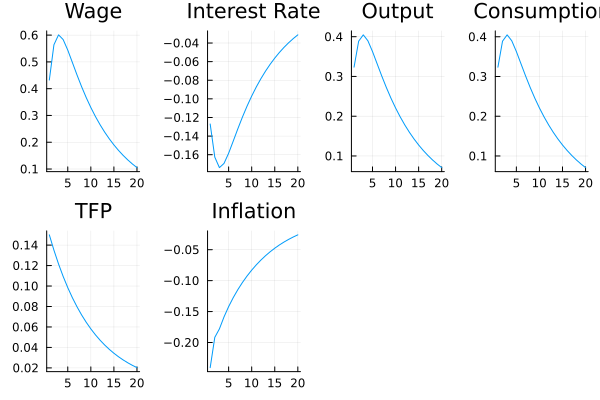 Wage
Interest Rate
Output
Consumption
0.6
0.5
0.4
0.3
0.2
0.1
5 10 15 20
−0.04
−0.06
−0.08
−0.10
−0.12
−0.14
−0.16
5 10 15 20
0.4
0.3
0.2
0.1
5 10 15 20
0.4
0.3
0.2
0.1
5 10 15 20
TFP
Inflation
0.14
0.12
0.10
0.08
0.06
0.04
0.02
5 10 15 20
−0.05
−0.10
−0.15
−0.20
5 10 15 20